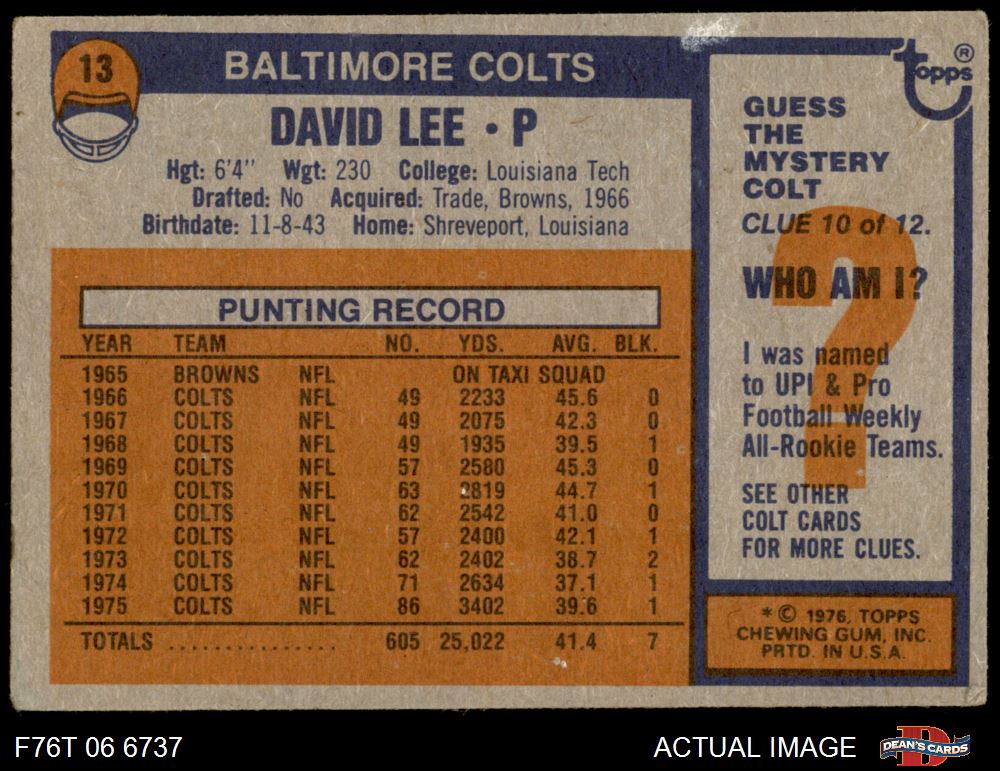 13
BALTIMORE COLTS
DAVID LEE • P
Hgt: 6'4" Wgt: 230 College: Louisiana Tech
Drafted: No Acquired: Trade, Browns, 1966
Birthdate: 11-8-43 Home: Shreveport, Louisiana
PUNTING RECORD
YEAR TEAM NO. YDS. AVG. BLK.
1965 BROWNS NFL ON TAXI SQUAD
1966 COLTS NFL 49 2233 45.6 0
1967 COLTS NFL 49 2075 42.3 0
1968 COLTS NFL 49 1935 39.5 1
1969 COLTS NFL 57 2580 45.3 0
1970 COLTS NFL 63 2819 44.7 1
1971 COLTS NFL 62 2542 41.0 0
1972 COLTS NFL 57 2400 42.1 1
1973 COLTS NFL 62 2402 38.7 2
1974 COLTS NFL 71 2634 37.1 1
1975 COLTS NFL 86 3402 39.6 1
TOTALS ............... 605 25,022 41.4 7
topps®
GUESS
THE
MYSTERY
COLT
CLUE 10 of 12.
?
WHO AM I?
I was named
to UPI & Pro
Football Weekly
All-Rookie Teams.
SEE OTHER
COLT CARDS
FOR MORE CLUES.
* © 1976, TOPPS
CHEWING GUM, INC.
PRTD. IN U.S.A.
F76T 06 6737
ACTUAL IMAGE
DEAN'S CARDS